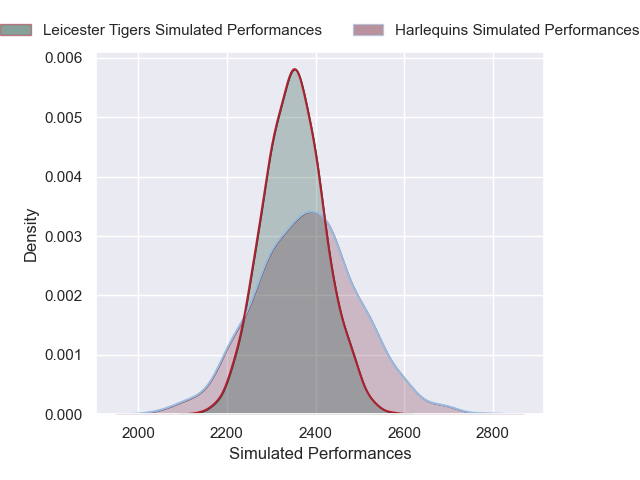 Leicester Tigers Simulated Performances
Harlequins Simulated Performances
0.006
0.005
0.004
0.003
0.002
0.001
0.000
Density
2000 2200 2400 2600 2800
Simulated Performances